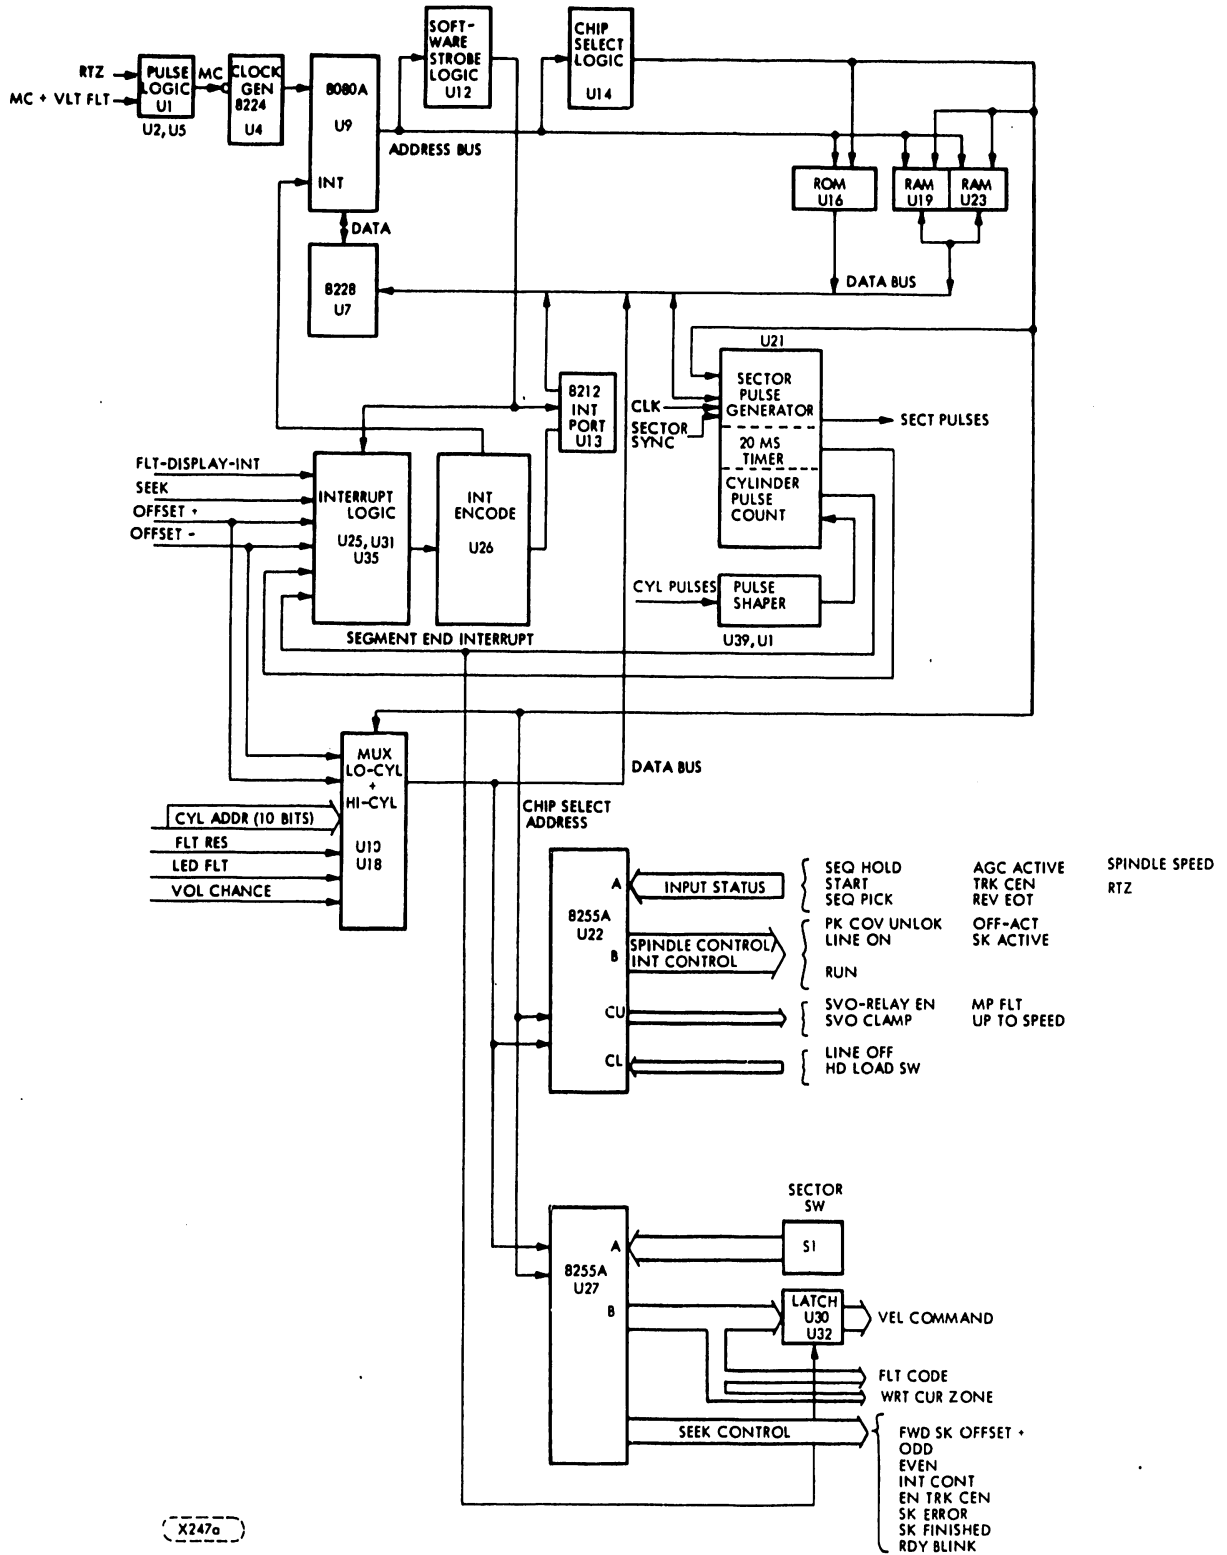 SOFT-
WARE
STROBE
LOGIC
U12
CHIP
SELECT
LOGIC
U14
RTZ
MC + VLT FLT
PULSE
LOGIC
U1
U2, U5
MC
CLOCK
GEN
8224
U4
8080A
U9
INT
ADDRESS BUS
ROM
U16
RAM
U19
RAM
U23
DATA
8228
U7
DATA BUS
U21
SECTOR
PULSE
GENERATOR
20 MS
TIMER
CYLINDER
PULSE
COUNT
8212
INT
PORT
U13
CLK
SECTOR
SYNC
SECT PULSES
FLT-DISPLAY-INT
SEEK
OFFSET +
OFFSET -
INTERRUPT
LOGIC
U25, U31
U35
INT
ENCODE
U26
CYL PULSES
PULSE
SHAPER
U39, U1
SEGMENT END INTERRUPT
MUX
LO-CYL
+
HI-CYL
U10
U18
DATA BUS
CHIP SELECT
ADDRESS
CYL ADDR (10 BITS)
FLT RES
LED FLT
VOL CHANCE
8255A
U22
A
B
CU
CL
INPUT STATUS
SPINDLE CONTROL/
INT CONTROL
SEQ HOLD AGC ACTIVE SPINDLE SPEED
START TRK CEN RTZ
SEQ PICK REV EOT
PK COV UNLOK OFF-ACT
LINE ON SK ACTIVE
RUN
SVO-RELAY EN MP FLT
SVO CLAMP UP TO SPEED
LINE OFF
HD LOAD SW
SECTOR
SW
S1
8255A
U27
A
B
LATCH
U30
U32
VEL COMMAND
FLT CODE
WRT CUR ZONE
SEEK CONTROL
FWD SK OFFSET +
ODD
EVEN
INT CONT
EN TRK CEN
SK ERROR
SK FINISHED
RDY BLINK
X247a